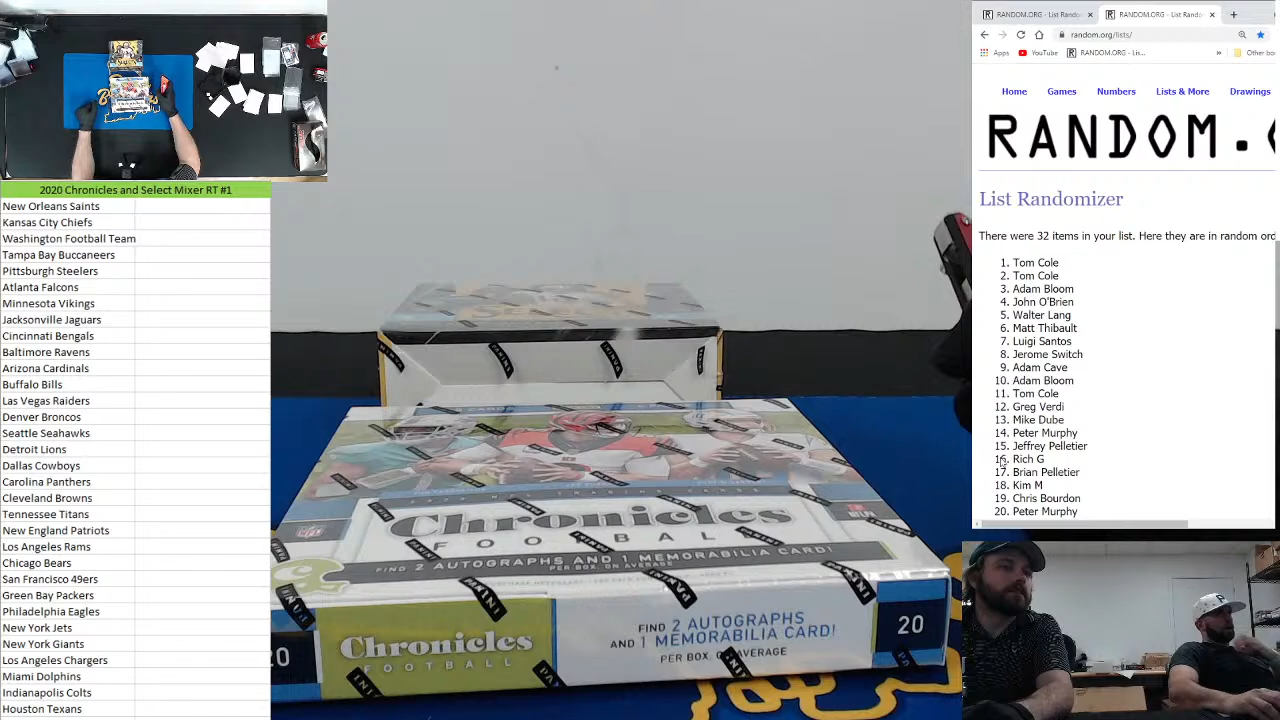 2020 Chronicles and Select Mixer RT #1
New Orleans Saints
Kansas City Chiefs
Washington Football Team
Tampa Bay Buccaneers
Pittsburgh Steelers
Atlanta Falcons
Minnesota Vikings
Jacksonville Jaguars
Cincinnati Bengals
Baltimore Ravens
Arizona Cardinals
Buffalo Bills
Las Vegas Raiders
Denver Broncos
Seattle Seahawks
Detroit Lions
Dallas Cowboys
Carolina Panthers
Cleveland Browns
Tennessee Titans
New England Patriots
Los Angeles Rams
Chicago Bears
San Francisco 49ers
Green Bay Packers
Philadelphia Eagles
New York Jets
New York Giants
Los Angeles Chargers
Miami Dolphins
Indianapolis Colts
Houston Texans
Chronicles
FOOTBALL
FIND 2 AUTOGRAPHS AND 1 MEMORABILIA CARD!
PER BOX, ON AVERAGE
PANINI
Chronicles
FOOTBALL
FIND 2 AUTOGRAPHS
AND 1 MEMORABILIA CARD!
PER BOX, ON AVERAGE
20
RANDOM.ORG - List Rando
RANDOM.ORG - List Rando
random.org/lists/
Apps
YouTube
RANDOM.ORG - Lis...
»
Other bo
Home
Games
Numbers
Lists & More
Drawings
RANDOM.
List Randomizer
There were 32 items in your list. Here they are in random ord
1. Tom Cole
2. Tom Cole
3. Adam Bloom
4. John O'Brien
5. Walter Lang
6. Matt Thibault
7. Luigi Santos
8. Jerome Switch
9. Adam Cave
10. Adam Bloom
11. Tom Cole
12. Greg Verdi
13. Mike Dube
14. Peter Murphy
15. Jeffrey Pelletier
16. Rich G
17. Brian Pelletier
18. Kim M
19. Chris Bourdon
20. Peter Murphy